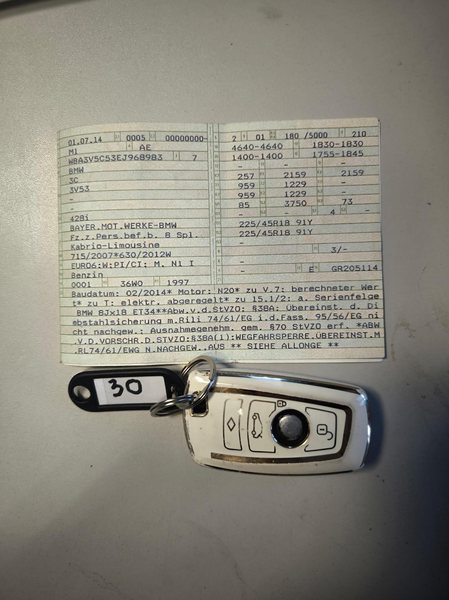 01.07.14 0005 00000000- 2 01 180 /5000 210
M1 AE 4640-4640 1830-1830
WBA3V5C53EJ968983 7 1400-1400 1755-1845
BMW - - -
3C 257 2159 2159
3V53 959 1229 -
- 959 1229 -
- 85 3750 73
428i - - 4 -
BAYER.MOT.WERKE-BMW 225/45R18 91Y
Fz.z.Pers.bef.b. 8 Spl. 225/45R18 91Y
Kabrio-Limousine -
715/2007*630/2012W - 3/-
EURO6;W:PI/CI; M, N1 I
Benzin - E GR205114
0001 36W0 1997
Baudatum: 02/2014* Motor: N20* zu V.7: berechneter Wer
t* zu T: elektr. abgeregelt* zu 15.1/2: a. Serienfelge
BMW 8Jx18 ET34**Abw.v.d.StVZO: §38A: Übereinst. d. Di
ebstahlsicherung m.Rili 74/61/EG i.d.Fass. 95/56/EG ni
cht nachgew.: Ausnahmegenehm. gem. §70 StVZO erf. *ABW
.V.D.VORSCHR.D.STVZO:§38A(1):WEGFAHRSPERRE,ÜBEREINST.M
.RL74/61/EWG N.NACHGEW..AUS ** SIEHE ALLONGE **
30